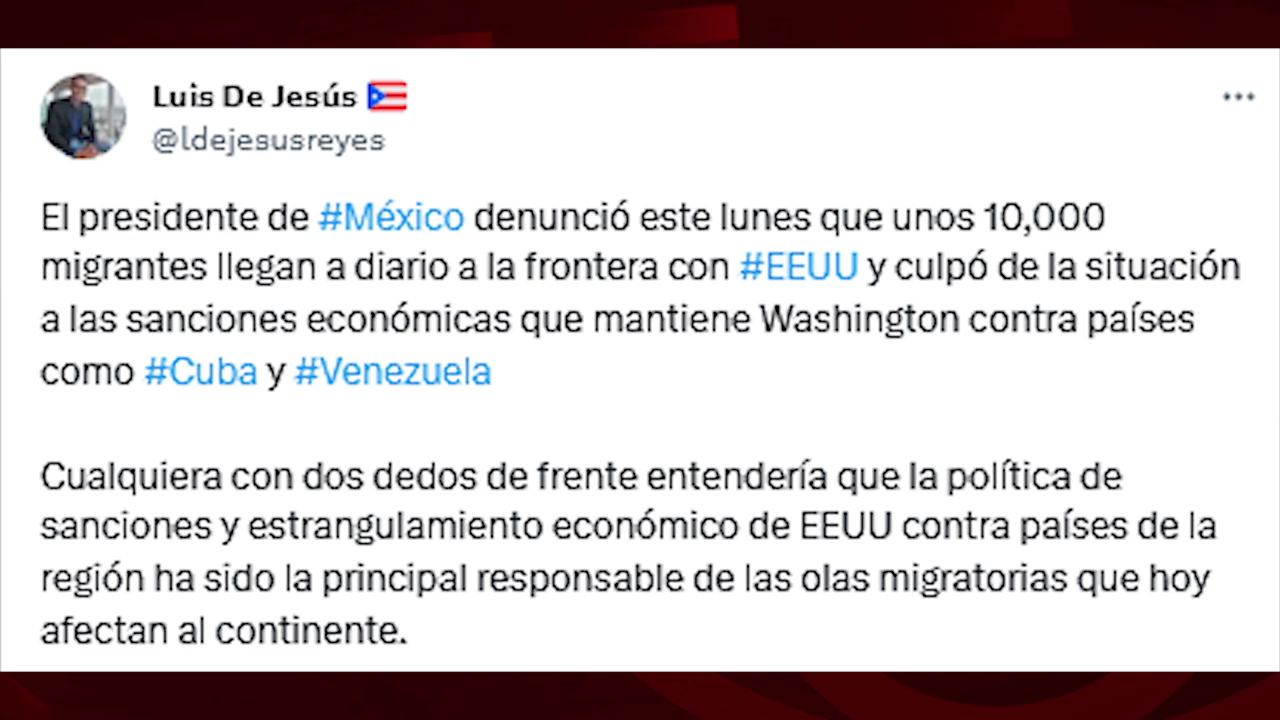 Luis De Jesús
@ldejesusreyes
El presidente de #México denunció este lunes que unos 10,000
migrantes llegan a diario a la frontera con #EEUU y culpó de la situación
a las sanciones económicas que mantiene Washington contra países
como #Cuba y #Venezuela
Cualquiera con dos dedos de frente entendería que la política de
sanciones y estrangulamiento económico de EEUU contra países de la
región ha sido la principal responsable de las olas migratorias que hoy
afectan al continente.